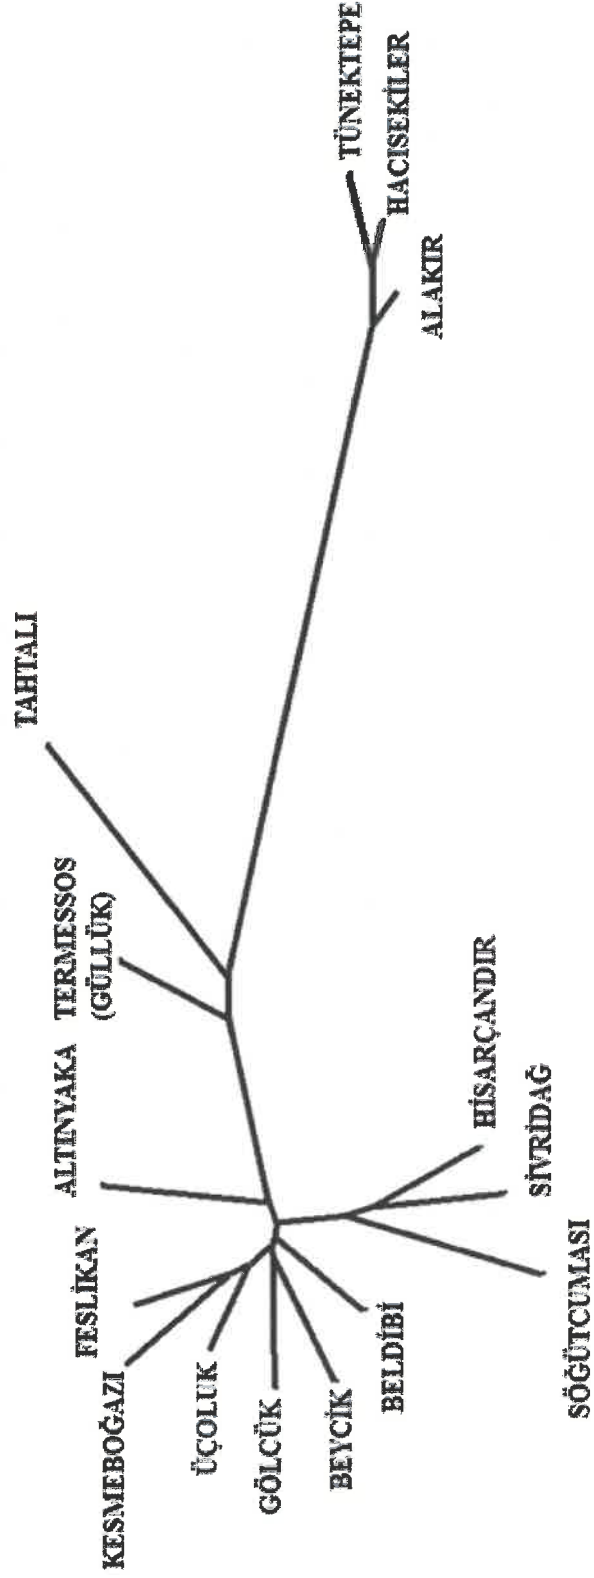 TÜNEKTEPE
HACISEKİLER
ALAKIR
TAHTALI
TERMESSOS
(GÜLLÜK)
ALTINYAKA
HİSARÇANDIR
SİVRİDAĞ
SÖĞÜTCUMASI
FESLİKAN
KESMEBOĞAZI
ÜÇOLUK
GÖLCÜK
BEYCİK
BELDİBİ